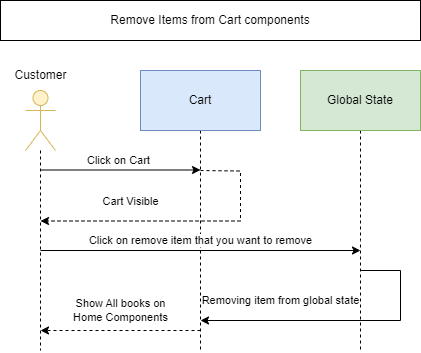 Remove Items from Cart components
Customer
Cart
Global State
Click on Cart
Cart Visible
Click on remove item that you want to remove
Removing item from global state
Show All books on
Home Components